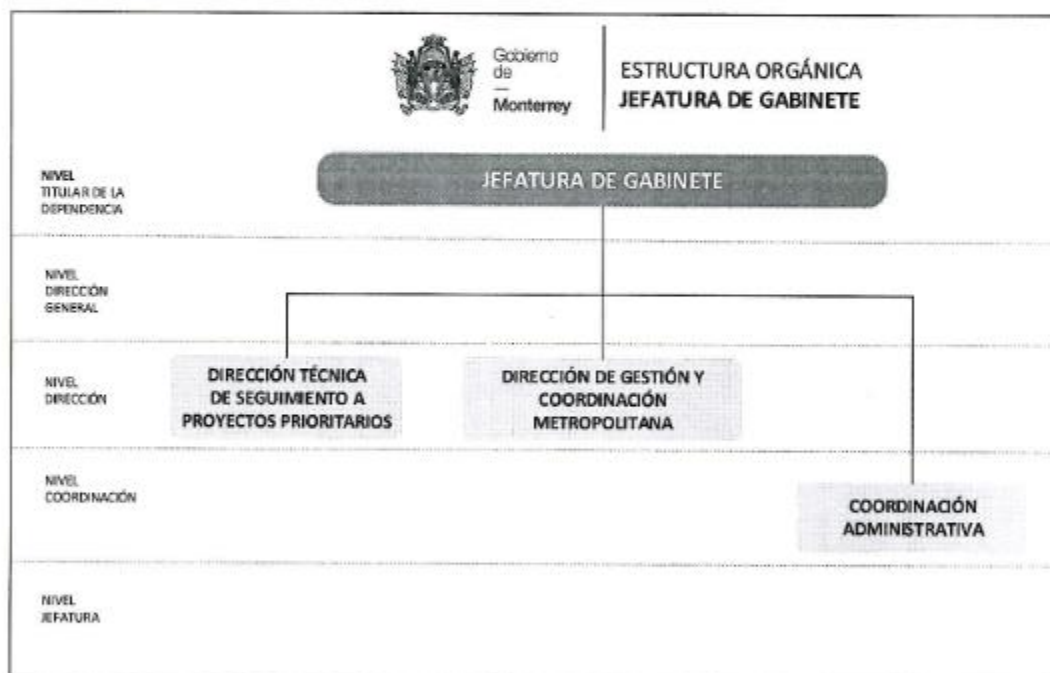 Gobierno
de
Monterrey
ESTRUCTURA ORGÁNICA
JEFATURA DE GABINETE
NIVEL
TITULAR DE LA
DEPENDENCIA
JEFATURA DE GABINETE
NIVEL
DIRECCIÓN
GENERAL
NIVEL
DIRECCIÓN
DIRECCIÓN TÉCNICA
DE SEGUIMIENTO A
PROYECTOS PRIORITARIOS
DIRECCIÓN DE GESTIÓN Y
COORDINACIÓN
METROPOLITANA
NIVEL
COORDINACIÓN
COORDINACIÓN
ADMINISTRATIVA
NIVEL
JEFATURA